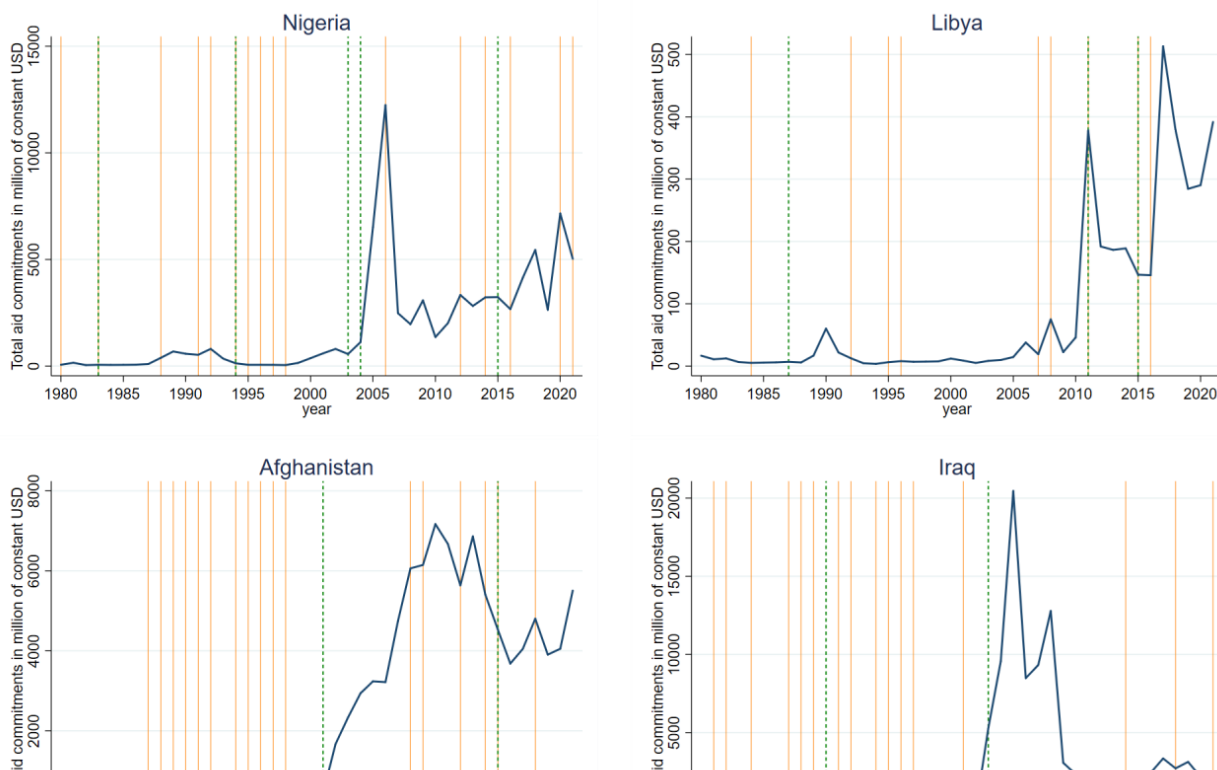 Nigeria
Total aid commitments in million of constant USD
15000
10000
5000
0
1980 1985 1990 1995 2000 2005 2010 2015 2020
year
Libya
Total aid commitments in million of constant USD
500
400
300
200
100
0
1980 1985 1990 1995 2000 2005 2010 2015 2020
year
Afghanistan
id commitments in million of constant USD
8000
6000
4000
2000
Iraq
id commitments in million of constant USD
20000
15000
10000
5000